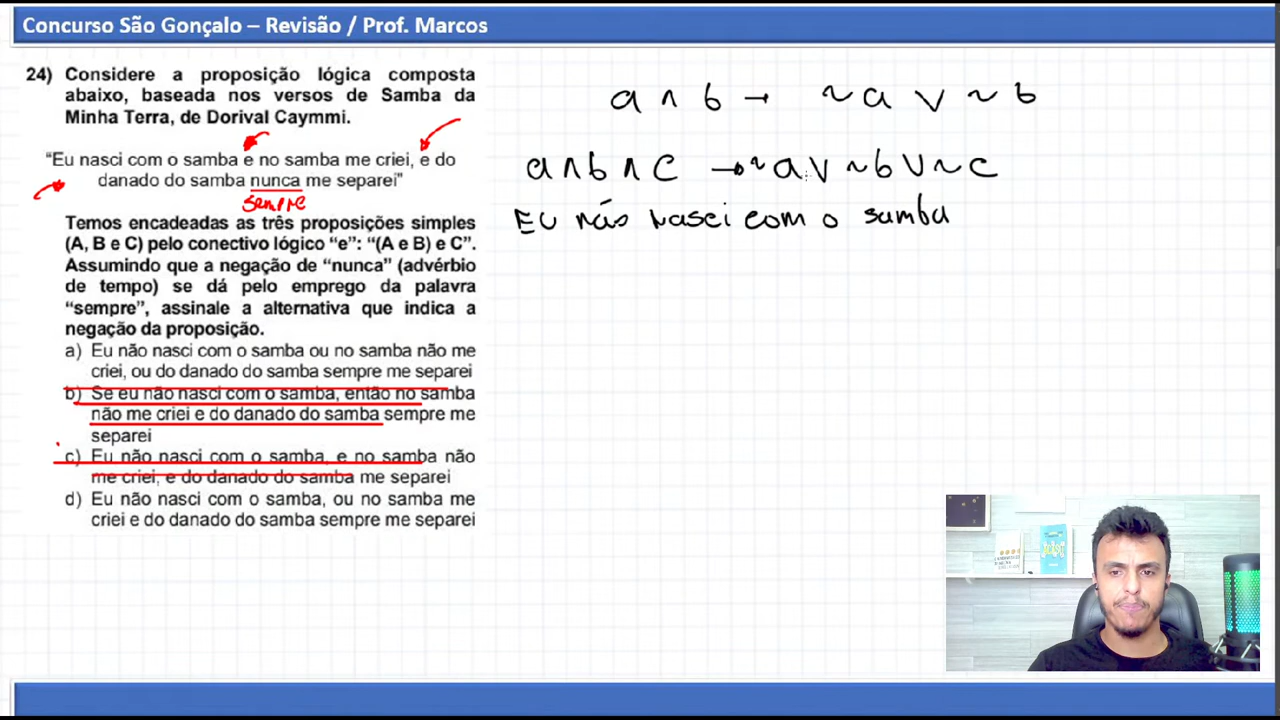 Concurso São Gonçalo – Revisão / Prof. Marcos
24) Considere a proposição lógica composta
abaixo, baseada nos versos de Samba da
Minha Terra, de Dorival Caymmi.
“Eu nasci com o samba e no samba me criei, e do
danado do samba nunca me separei”
sempre
Temos encadeadas as três proposições simples
(A, B e C) pelo conectivo lógico “e”: “(A e B) e C”.
Assumindo que a negação de “nunca” (advérbio
de tempo) se dá pelo emprego da palavra
“sempre”, assinale a alternativa que indica a
negação da proposição.
a) Eu não nasci com o samba ou no samba não me
criei, ou do danado do samba sempre me separei
b) Se eu não nasci com o samba, então no samba
não me criei e do danado do samba sempre me
separei
c) Eu não nasci com o samba, e no samba não
me criei, e do danado do samba me separei
d) Eu não nasci com o samba, ou no samba me
criei e do danado do samba sempre me separei
a ∧ b → ~a ∨ ~b
a ∧ b ∧ c → ~a ∨ ~b ∨ ~c
Eu não nasci com o samba